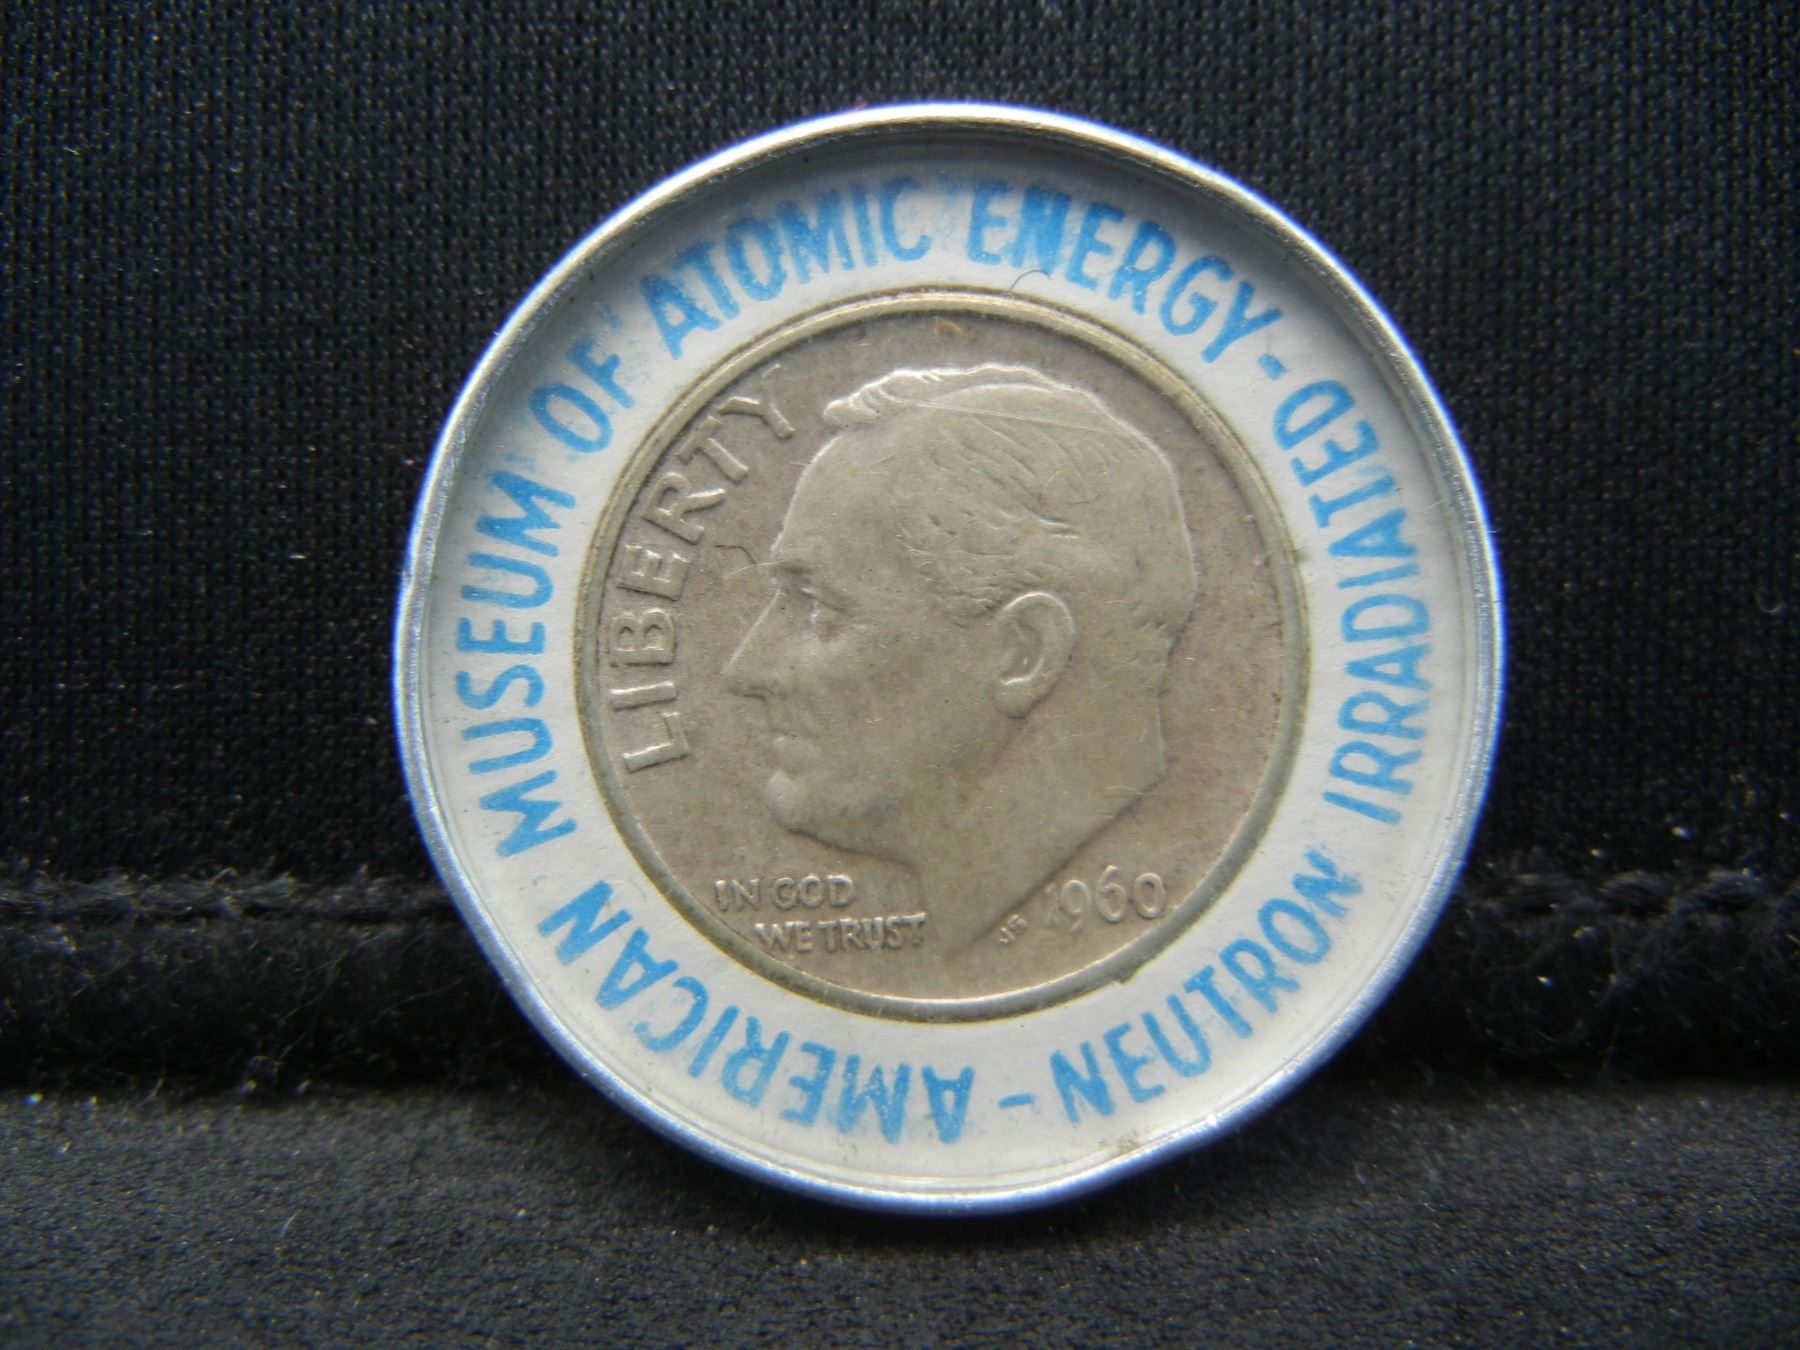 AMERICAN MUSEUM OF ATOMIC ENERGY - NEUTRON IRRADIATED -
LIBERTY
IN GOD
WE TRUST
JS 1960